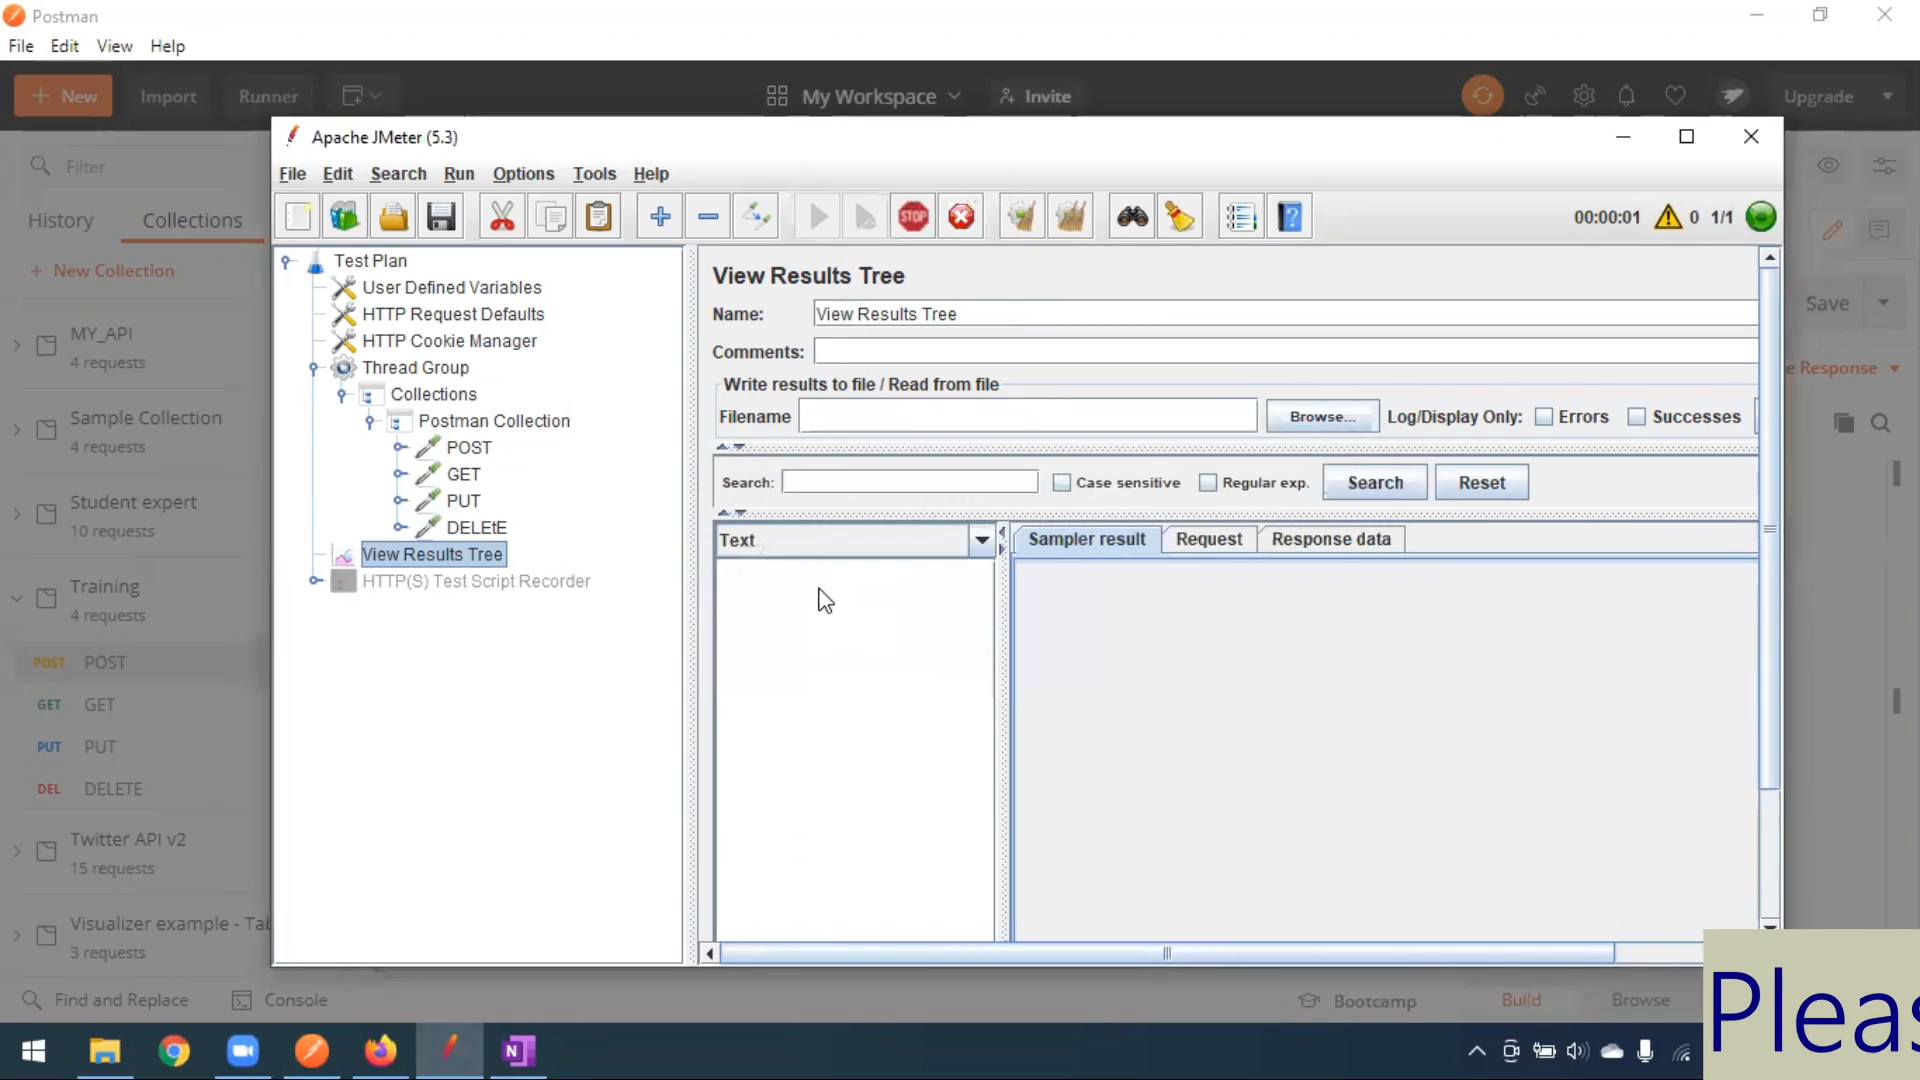 Postman
File Edit View Help
New Import Runner My Workspace Invite Upgrade
Apache JMeter (5.3)
File Edit Search Run Options Tools Help
STOP 00:00:01 0 1/1
Filter
History Collections
+ New Collection
MY_API
4 requests
Sample Collection
4 requests
Student expert
10 requests
Training
4 requests
POST POST
GET GET
PUT PUT
DEL DELETE
Twitter API v2
15 requests
Visualizer example - Tab
3 requests
Test Plan
User Defined Variables
HTTP Request Defaults
HTTP Cookie Manager
Thread Group
Collections
Postman Collection
POST
GET
PUT
DELEtE
View Results Tree
HTTP(S) Test Script Recorder
View Results Tree
Name: View Results Tree
Comments:
Write results to file / Read from file
Filename Browse... Log/Display Only: Errors Successes
Search: Case sensitive Regular exp. Search Reset
Text Sampler result Request Response data
Save
e Response
Find and Replace Console Bootcamp Build Browse
Pleas